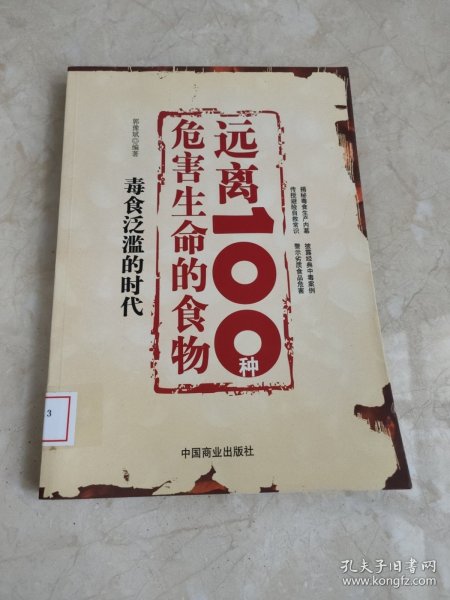 远离100种
危害生命的食物
毒食泛滥的时代
郭豫斌◎编著
揭秘毒食生产内幕 披露经典中毒案例
传授避险自救常识 警示劣质食品危害
中国商业出版社
3
孔夫子旧书网
www.kongfz.com